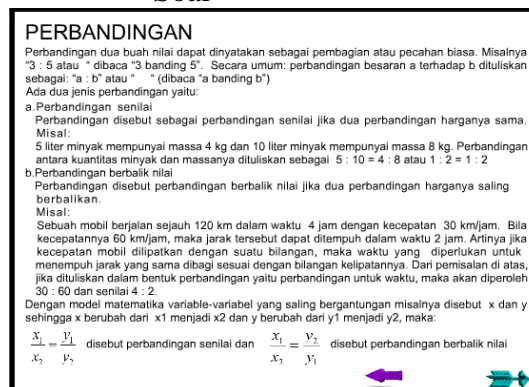 PERBANDINGAN
Perbandingan dua buah nilai dapat dinyatakan sebagai pembagian atau pecahan biasa. Misalnya
“3 : 5 atau “ dibaca “3 banding 5”. Secara umum: perbandingan besaran a terhadap b dituliskan
sebagai: “a : b” atau “ “ (dibaca “a banding b”)
Ada dua jenis perbandingan yaitu:
a.Perbandingan senilai
Perbandingan disebut sebagai perbandingan senilai jika dua perbandingan harganya sama.
Misal:
5 liter minyak mempunyai massa 4 kg dan 10 liter minyak mempunyai massa 8 kg. Perbandingan
antara kuantitas minyak dan massanya dituliskan sebagai 5 : 10 = 4 : 8 atau 1 : 2 = 1 : 2
b.Perbandingan berbalik nilai
Perbandingan disebut perbandingan berbalik nilai jika dua perbandingan harganya saling
berbalikan.
Misal:
Sebuah mobil berjalan sejauh 120 km dalam waktu 4 jam dengan kecepatan 30 km/jam. Bila
kecepatannya 60 km/jam, maka jarak tersebut dapat ditempuh dalam waktu 2 jam. Artinya jika
kecepatan mobil dilipatkan dengan suatu bilangan, maka waktu yang diperlukan untuk
menempuh jarak yang sama dibagi sesuai dengan bilangan kelipatannya. Dari pemisalan di atas,
jika dituliskan dalam bentuk perbandingan yaitu perbandingan untuk waktu, maka akan diperoleh
30 : 60 dan senilai 4 : 2.
Dengan model matematika variable-variabel yang saling bergantungan misalnya disebut x dan y
sehingga x berubah dari x1 menjadi x2 dan y berubah dari y1 menjadi y2, maka:
x₁/x₂ = y₁/y₂ disebut perbandingan senilai dan x₁/x₂ = y₂/y₁ disebut perbandingan berbalik nilai